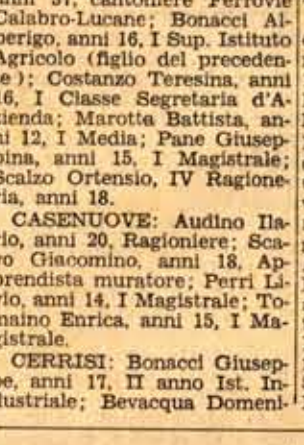 anni 37, cantoniere Ferrovie
Calabro-Lucane; Bonacci Al-
berigo, anni 16, I Sup. Istituto
Agricolo (figlio del preceden-
te); Costanzo Teresina, anni
16, I Classe Segretaria d'A-
zienda; Marotta Battista, an-
ni 12, I Media; Pane Giusep-
pina, anni 15, I Magistrale;
Scalzo Ortensio, IV Ragione-
ria, anni 18.
CASENUOVE: Audino Ila-
rio, anni 20, Ragioniere; Sca-
vo Giacomino, anni 18, Ap-
prendista muratore; Perri Li-
vio, anni 14, I Magistrale; To-
maino Enrica, anni 15, I Ma-
gistrale.
CERRISI: Bonacci Giusep-
pe, anni 17, II anno Ist. In-
dustriale; Bevacqua Domeni-